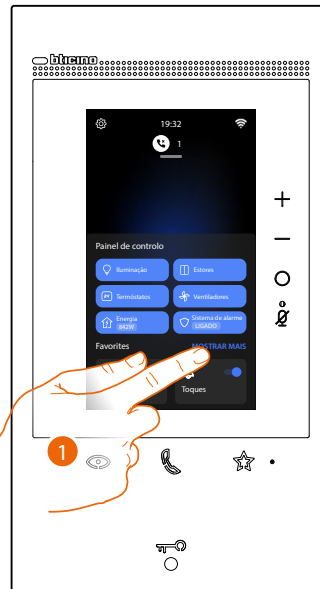 bticino
19:32
1
Painel de controlo
Iluminação
Estores
Termóstatos
Ventiladores
Energia
842W
Sistema de alarme
LIGADO
Favorites
MOSTRAR MAIS
Toques
1